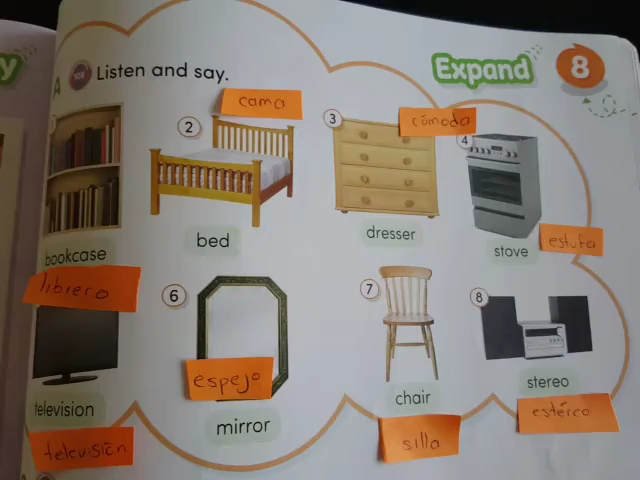 y
Expand
8
A 108 Listen and say.
cama
2
3
cómoda
4
bookcase
bed
dresser
stove
estufa
librero
6
7
8
espejo
television
mirror
chair
stereo
televisión
silla
estéreo